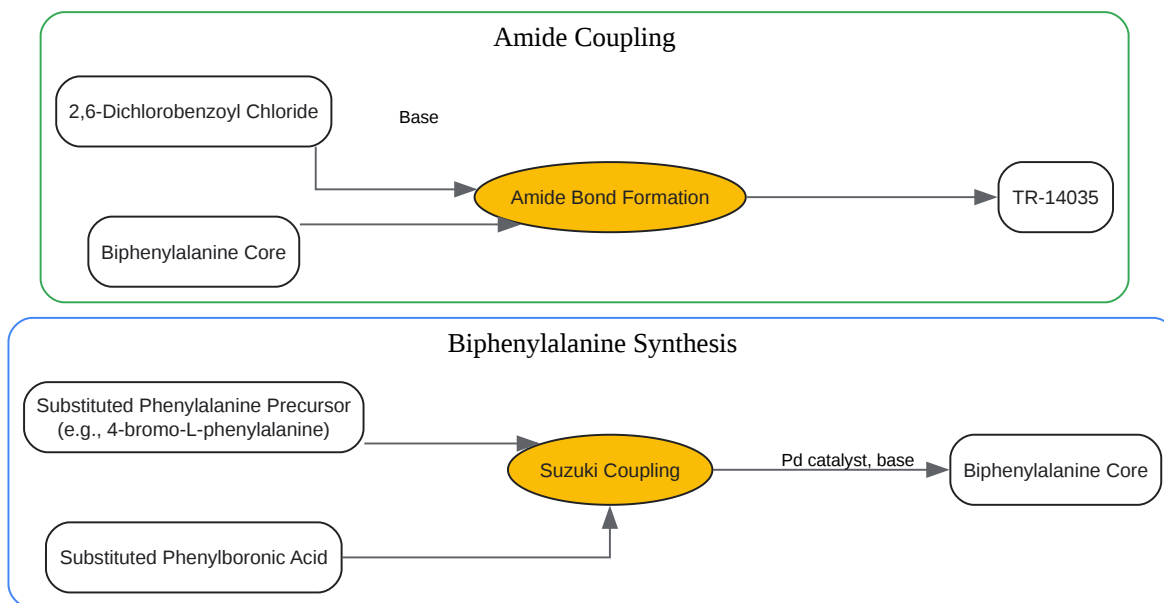 Amide Coupling
2,6-Dichlorobenzoyl Chloride
Base
Amide Bond Formation
TR-14035
Biphenylalanine Core
Biphenylalanine Synthesis
Substituted Phenylalanine Precursor
(e.g., 4-bromo-L-phenylalanine)
Suzuki Coupling
Pd catalyst, base
Biphenylalanine Core
Substituted Phenylboronic Acid